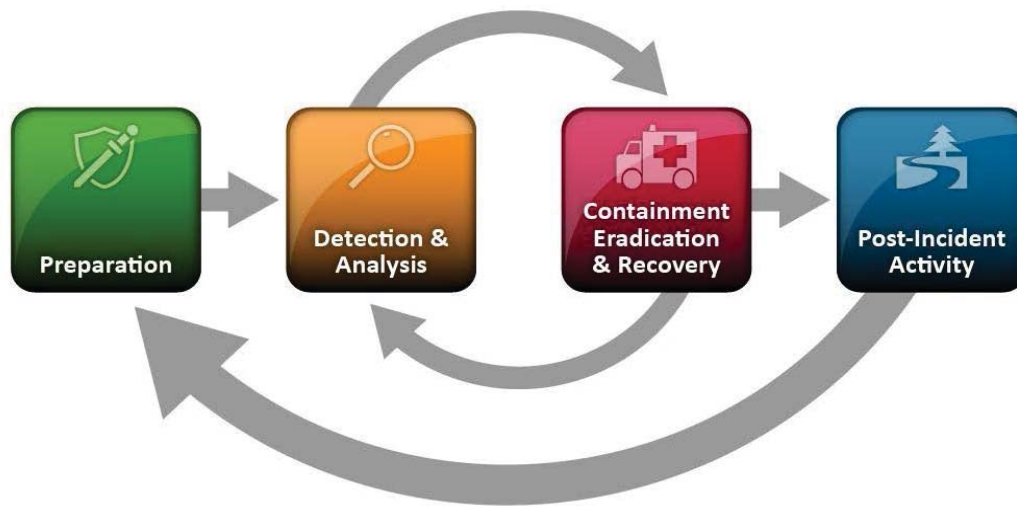 Preparation
Detection &
Analysis
Containment
Eradication
& Recovery
Post-Incident
Activity